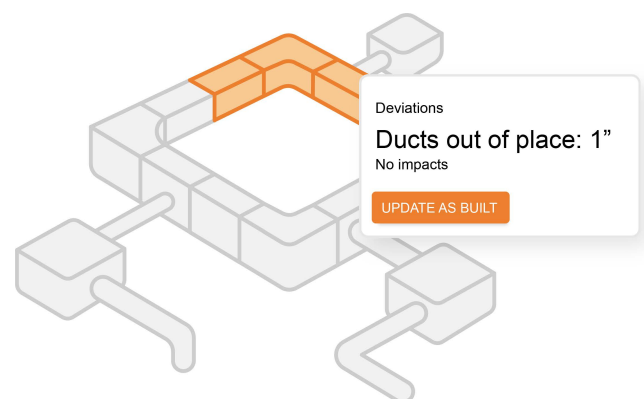 Deviations
Ducts out of place: 1”
No impacts
UPDATE AS BUILT